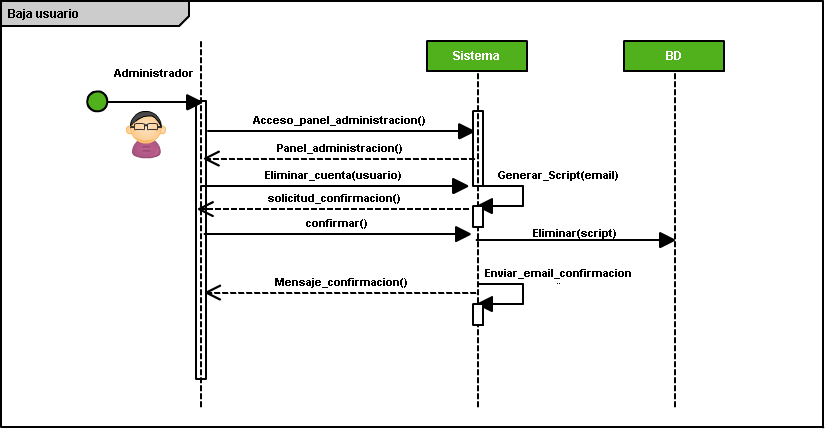 Baja usuario
Sistema
BD
Administrador
Acceso_panel_administracion()
Panel_administracion()
Eliminar_cuenta(usuario)
Generar_Script(email)
solicitud_confirmacion()
confirmar()
Eliminar(script)
Enviar_email_confirmacion
Mensaje_confirmacion()